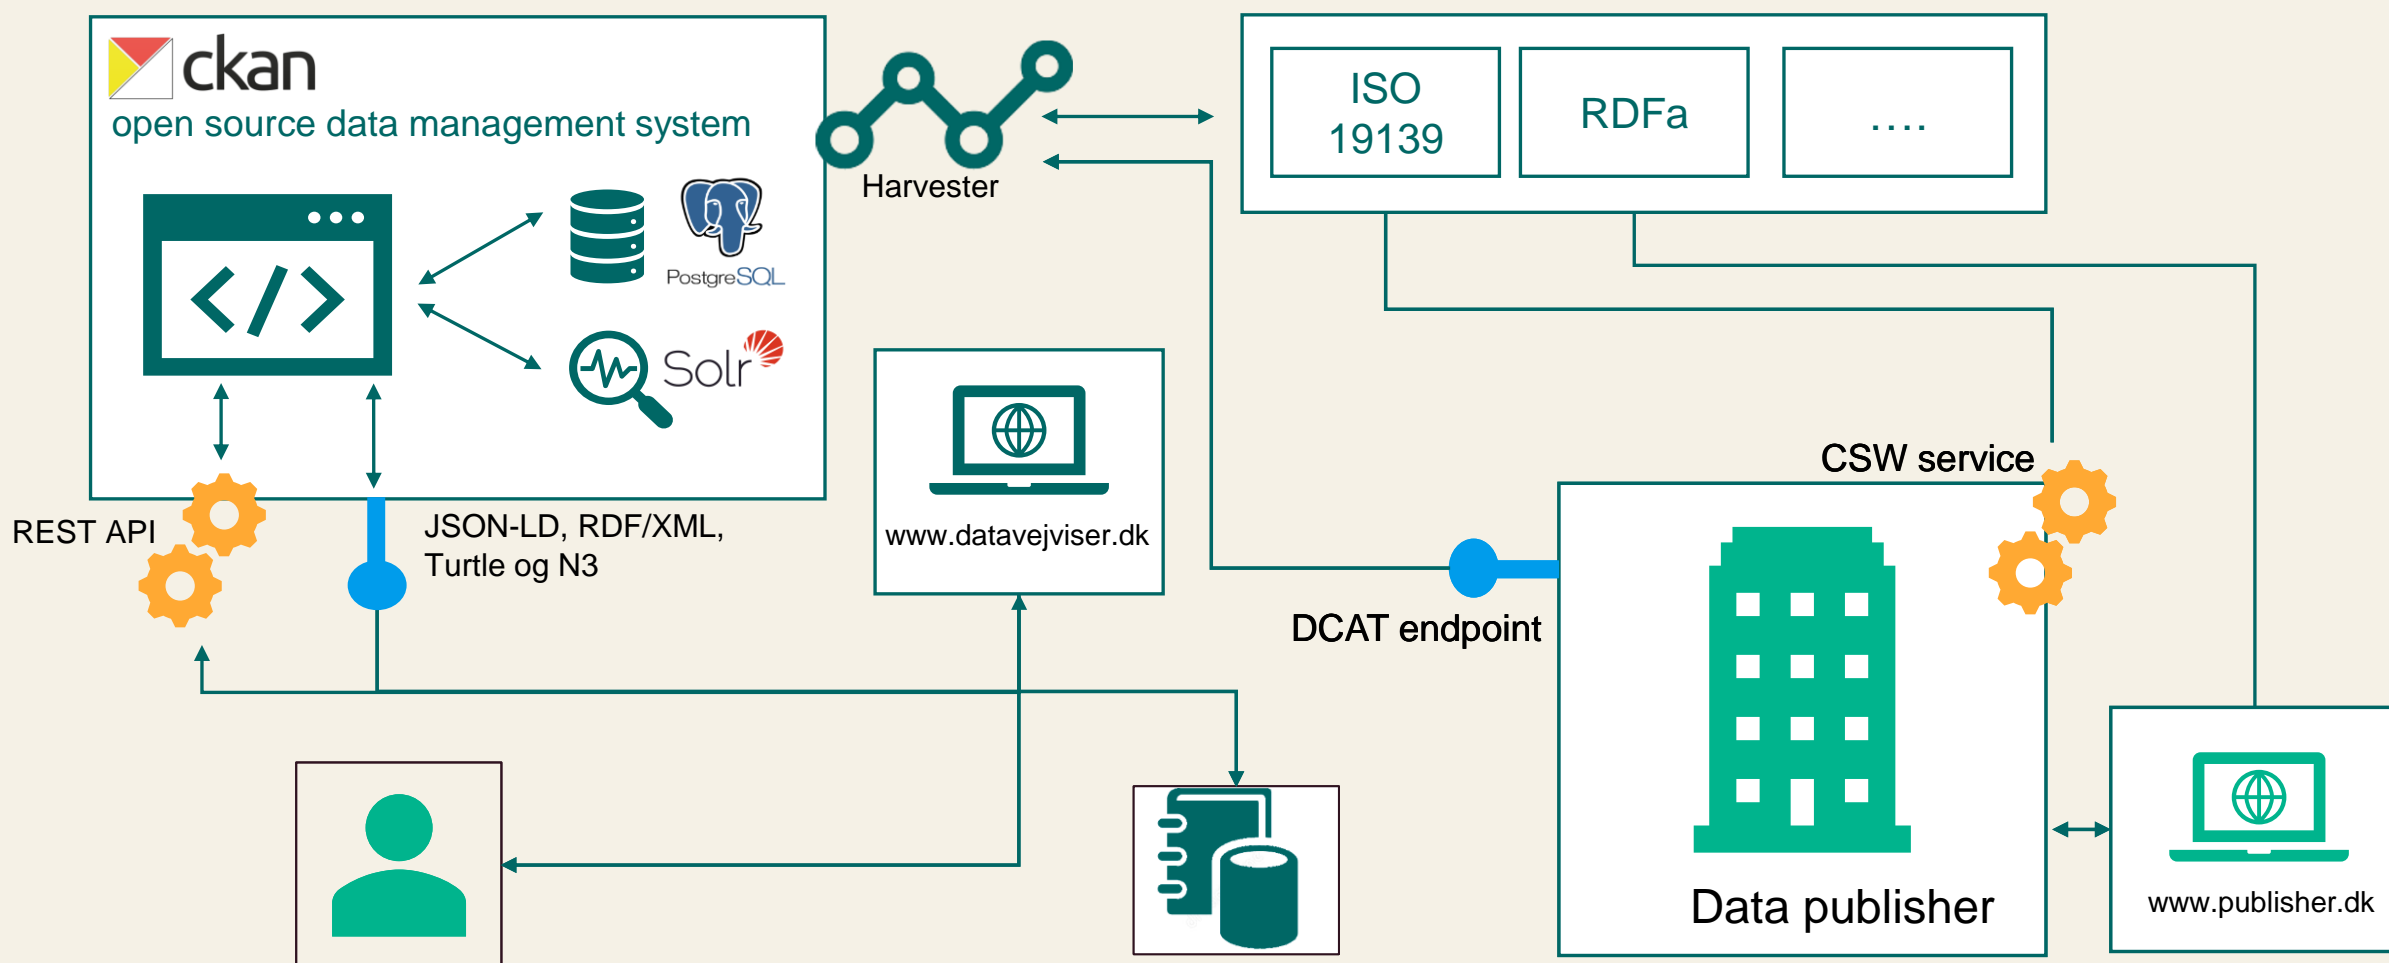 ckan
open source data management system
PostgreSQL
Solr
Harvester
ISO
19139
RDFa
....
REST API
JSON-LD, RDF/XML,
Turtle og N3
www.datavejviser.dk
CSW service
DCAT endpoint
Data publisher
www.publisher.dk